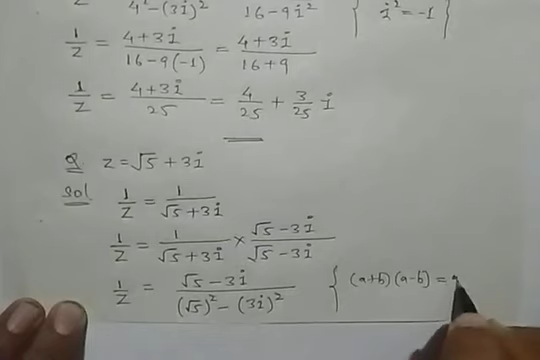 4² - (3i)² 16 - 9i² { i² = -1 }
1/z = (4 + 3i)/(16 - 9(-1)) = (4 + 3i)/(16 + 9)
1/z = (4 + 3i)/25 = 4/25 + 3/25 i
Q. z = √5 + 3i
Sol. 1/z = 1/(√5 + 3i)
1/z = 1/(√5 + 3i) × (√5 - 3i)/(√5 - 3i)
1/z = (√5 - 3i)/((√5)² - (3i)²) { (a+b) (a-b) =